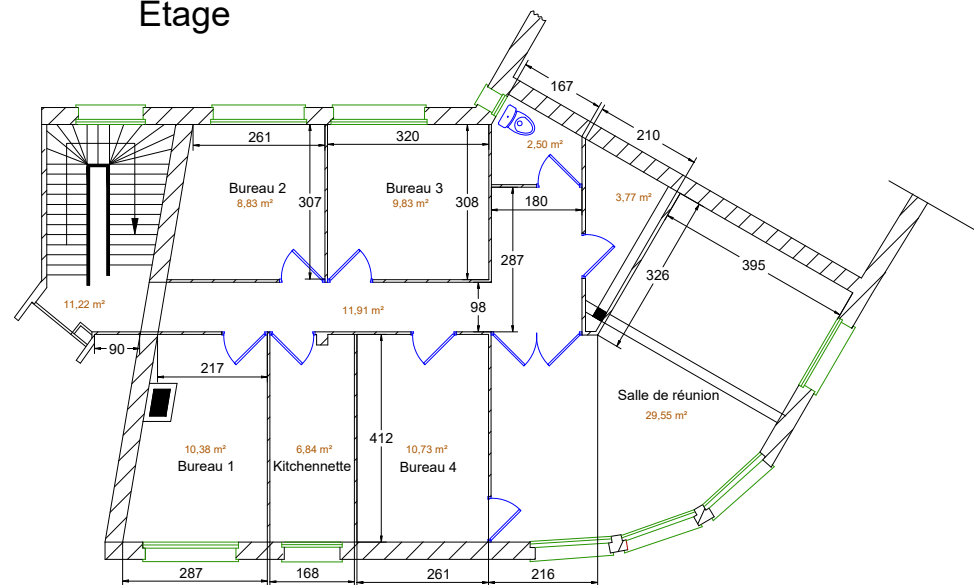 Etage
167
210
261
320
2,50 m²
Bureau 2
8,83 m²
307
Bureau 3
9,83 m²
308
180
3,77 m²
287
326
395
11,22 m²
11,91 m²
98
90
217
Salle de réunion
29,55 m²
412
10,38 m²
Bureau 1
6,84 m²
Kitchennette
10,73 m²
Bureau 4
287
168
261
216